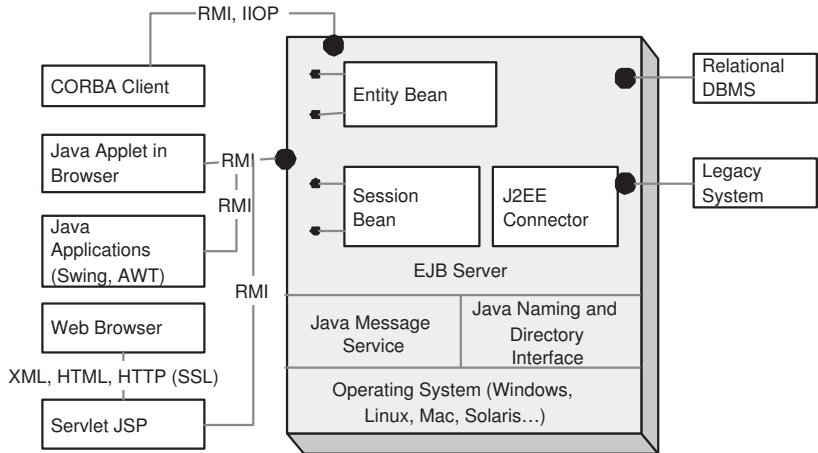 RMI, IIOP
CORBA Client
Entity Bean
Relational
DBMS
Java Applet in
Browser
RMI
RMI
Session
Bean
J2EE
Connector
Legacy
System
Java
Applications
(Swing, AWT)
EJB Server
RMI
Web Browser
Java Message
Service
Java Naming and
Directory
Interface
XML, HTML, HTTP (SSL)
Servlet JSP
Operating System (Windows,
Linux, Mac, Solaris…)